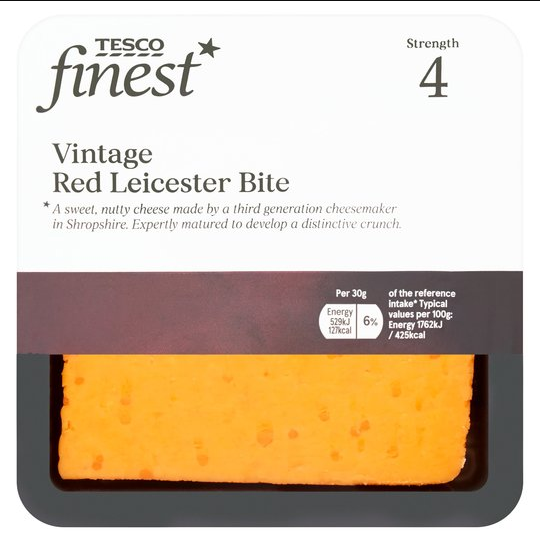 TESCO
finest*
Strength
4
Vintage
Red Leicester Bite
*A sweet, nutty cheese made by a third generation cheesemaker
in Shropshire. Expertly matured to develop a distinctive crunch.
Per 30g
Energy
529kJ
127kcal
6%
of the reference
intake* Typical
values per 100g:
Energy 1762kJ
/ 425kcal